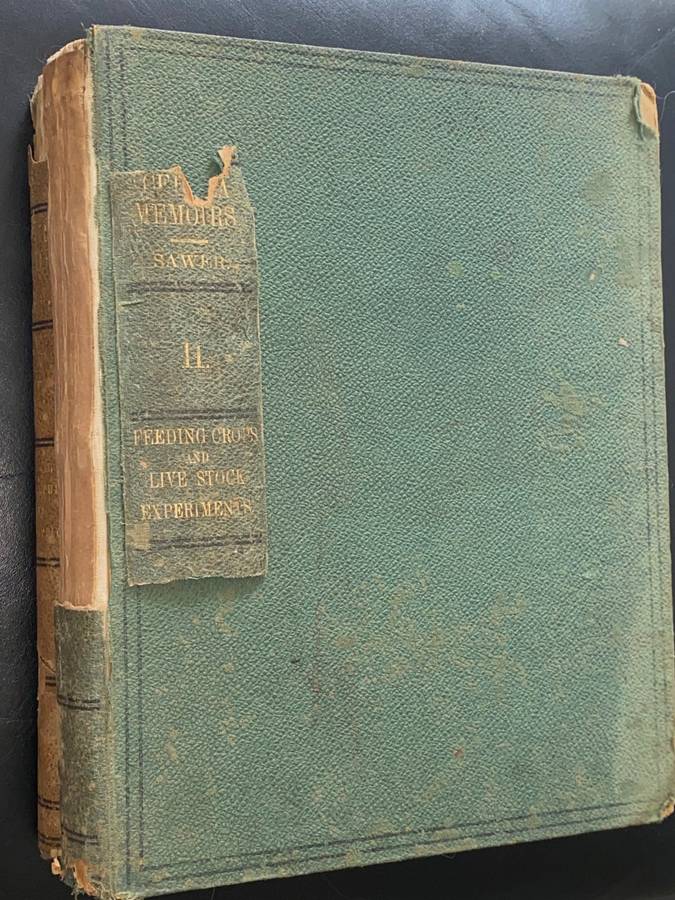 MEMOIRS
SAWER
II.
FEEDING CROPS
AND
LIVE STOCK
EXPERIMENTS